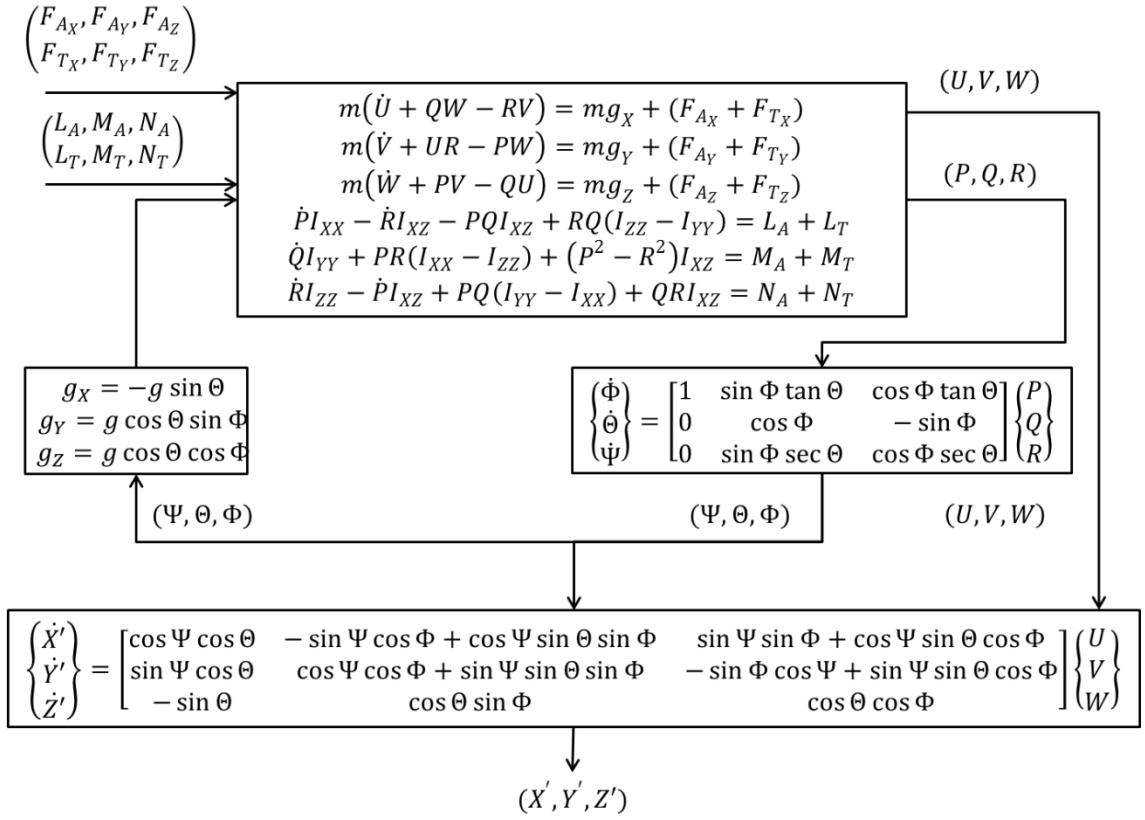 (F_{A_X}, F_{A_Y}, F_{A_Z})
(F_{T_X}, F_{T_Y}, F_{T_Z})
(L_A, M_A, N_A)
(L_T, M_T, N_T)
m(U̇ + QW − RV) = mg_X + (F_{A_X} + F_{T_X})
m(V̇ + UR − PW) = mg_Y + (F_{A_Y} + F_{T_Y})
m(Ẇ + PV − QU) = mg_Z + (F_{A_Z} + F_{T_Z})
ṖI_{XX} − ṘI_{XZ} − PQI_{XZ} + RQ(I_{ZZ} − I_{YY}) = L_A + L_T
Q̇I_{YY} + PR(I_{XX} − I_{ZZ}) + (P² − R²)I_{XZ} = M_A + M_T
ṘI_{ZZ} − ṖI_{XZ} + PQ(I_{YY} − I_{XX}) + QRI_{XZ} = N_A + N_T
(U, V, W)
(P, Q, R)
g_X = −g sin Θ
g_Y = g cos Θ sin Φ
g_Z = g cos Θ cos Φ
{Φ̇} [1 sin Φ tan Θ cos Φ tan Θ] {P}
{Θ̇} = [0 cos Φ − sin Φ] {Q}
{Ψ̇} [0 sin Φ sec Θ cos Φ sec Θ] {R}
(Ψ, Θ, Φ)
(Ψ, Θ, Φ)
(U, V, W)
{Ẋ′} [cos Ψ cos Θ − sin Ψ cos Φ + cos Ψ sin Θ sin Φ sin Ψ sin Φ + cos Ψ sin Θ cos Φ] {U}
{Ẏ′} = [sin Ψ cos Θ cos Ψ cos Φ + sin Ψ sin Θ sin Φ − sin Φ cos Ψ + sin Ψ sin Θ cos Φ] {V}
{Ż′} [− sin Θ cos Θ sin Φ cos Θ cos Φ] {W}
(X′, Y′, Z′)